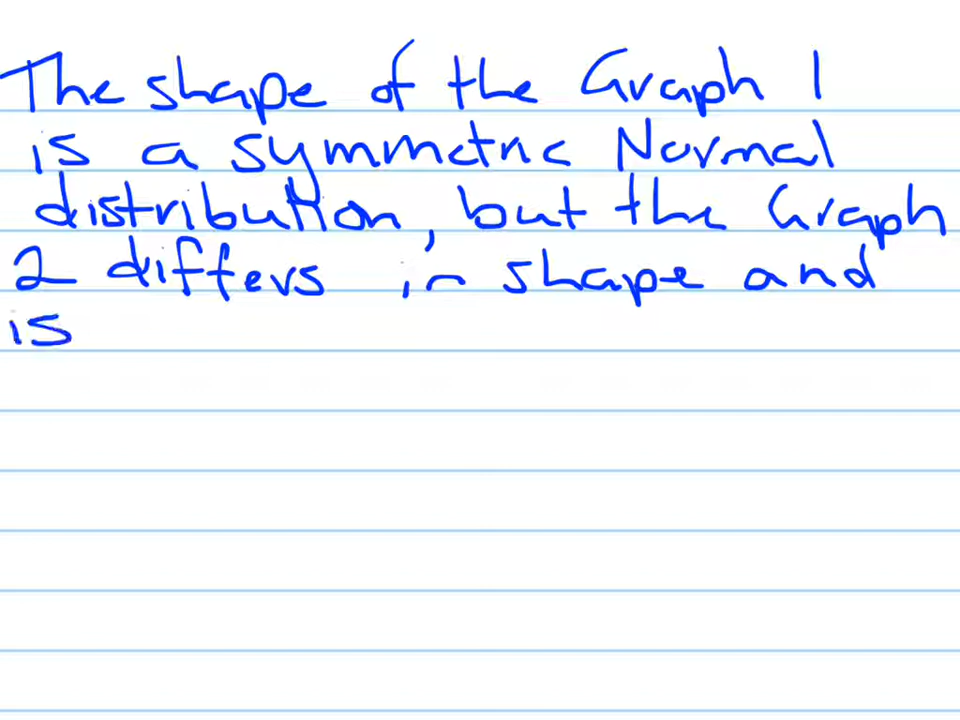 The shape of the Graph 1
is a symmetric Normal
distribution, but the Graph
2 differs in shape and
is